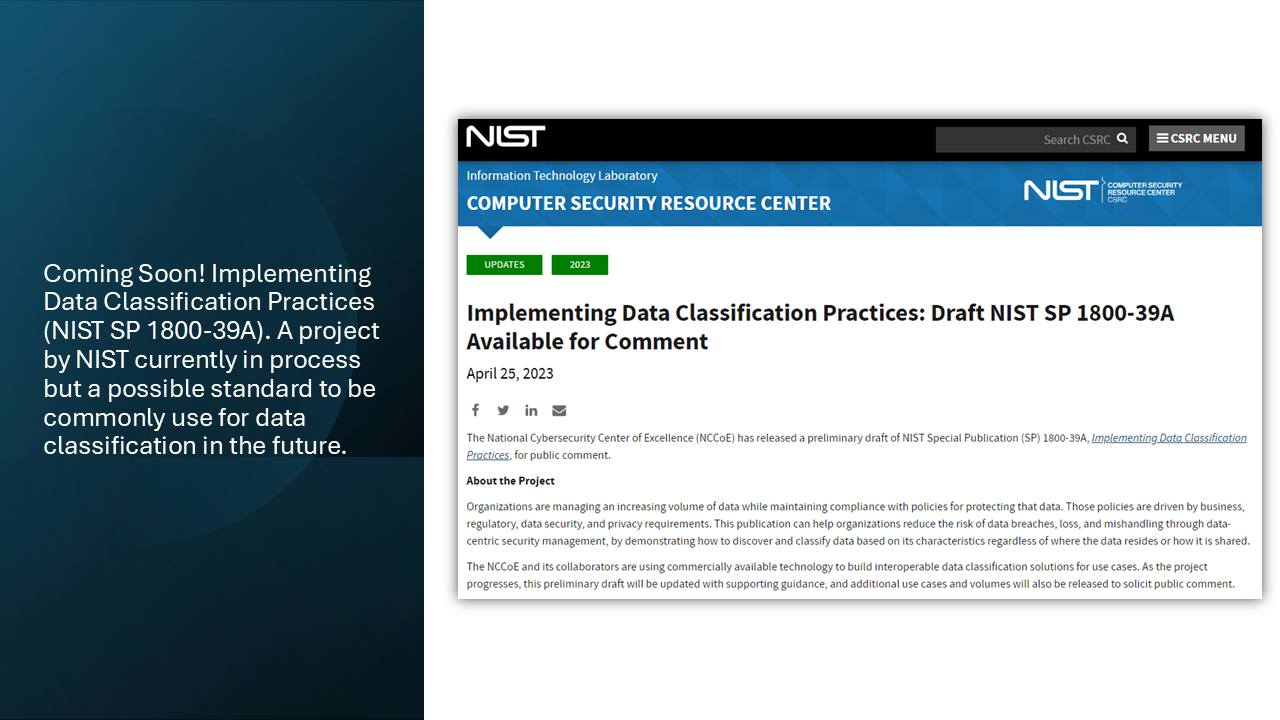 Coming Soon! Implementing
Data Classification Practices
(NIST SP 1800-39A). A project
by NIST currently in process
but a possible standard to be
commonly use for data
classification in the future.
NIST
Search CSRC
CSRC MENU
Information Technology Laboratory
COMPUTER SECURITY RESOURCE CENTER
NIST
COMPUTER SECURITY
RESOURCE CENTER
CSRC
UPDATES
2023
Implementing Data Classification Practices: Draft NIST SP 1800-39A
Available for Comment
April 25, 2023
The National Cybersecurity Center of Excellence (NCCoE) has released a preliminary draft of NIST Special Publication (SP) 1800-39A, Implementing Data Classification
Practices, for public comment.
About the Project
Organizations are managing an increasing volume of data while maintaining compliance with policies for protecting that data. Those policies are driven by business,
regulatory, data security, and privacy requirements. This publication can help organizations reduce the risk of data breaches, loss, and mishandling through data-
centric security management, by demonstrating how to discover and classify data based on its characteristics regardless of where the data resides or how it is shared.
The NCCoE and its collaborators are using commercially available technology to build interoperable data classification solutions for use cases. As the project
progresses, this preliminary draft will be updated with supporting guidance, and additional use cases and volumes will also be released to solicit public comment.